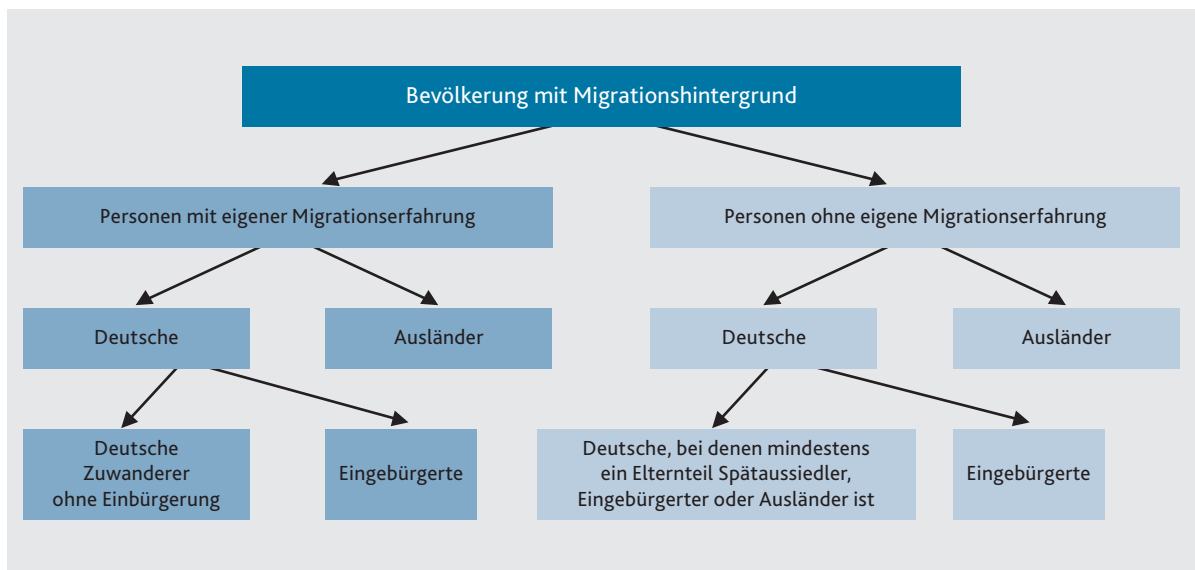 Bevölkerung mit Migrationshintergrund
Personen mit eigener Migrationserfahrung
Personen ohne eigene Migrationserfahrung
Deutsche
Ausländer
Deutsche
Ausländer
Deutsche
Zuwanderer
ohne Einbürgerung
Eingebürgerte
Deutsche, bei denen mindestens
ein Elternteil Spätaussiedler,
Eingebürgerter oder Ausländer ist
Eingebürgerte